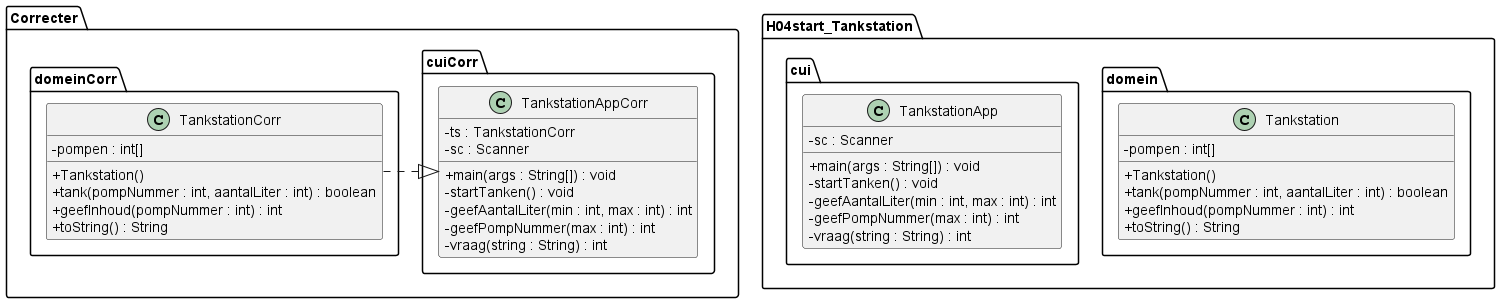 Correcter
domeinCorr
C TankstationCorr
-pompen : int[]
+Tankstation()
+tank(pompNummer : int, aantalLiter : int) : boolean
+geefInhoud(pompNummer : int) : int
+toString() : String
cuiCorr
C TankstationAppCorr
-ts : TankstationCorr
-sc : Scanner
+main(args : String[]) : void
-startTanken() : void
-geefAantalLiter(min : int, max : int) : int
-geefPompNummer(max : int) : int
-vraag(string : String) : int
H04start_Tankstation
cui
C TankstationApp
-sc : Scanner
+main(args : String[]) : void
-startTanken() : void
-geefAantalLiter(min : int, max : int) : int
-geefPompNummer(max : int) : int
-vraag(string : String) : int
domein
C Tankstation
-pompen : int[]
+Tankstation()
+tank(pompNummer : int, aantalLiter : int) : boolean
+geefInhoud(pompNummer : int) : int
+toString() : String